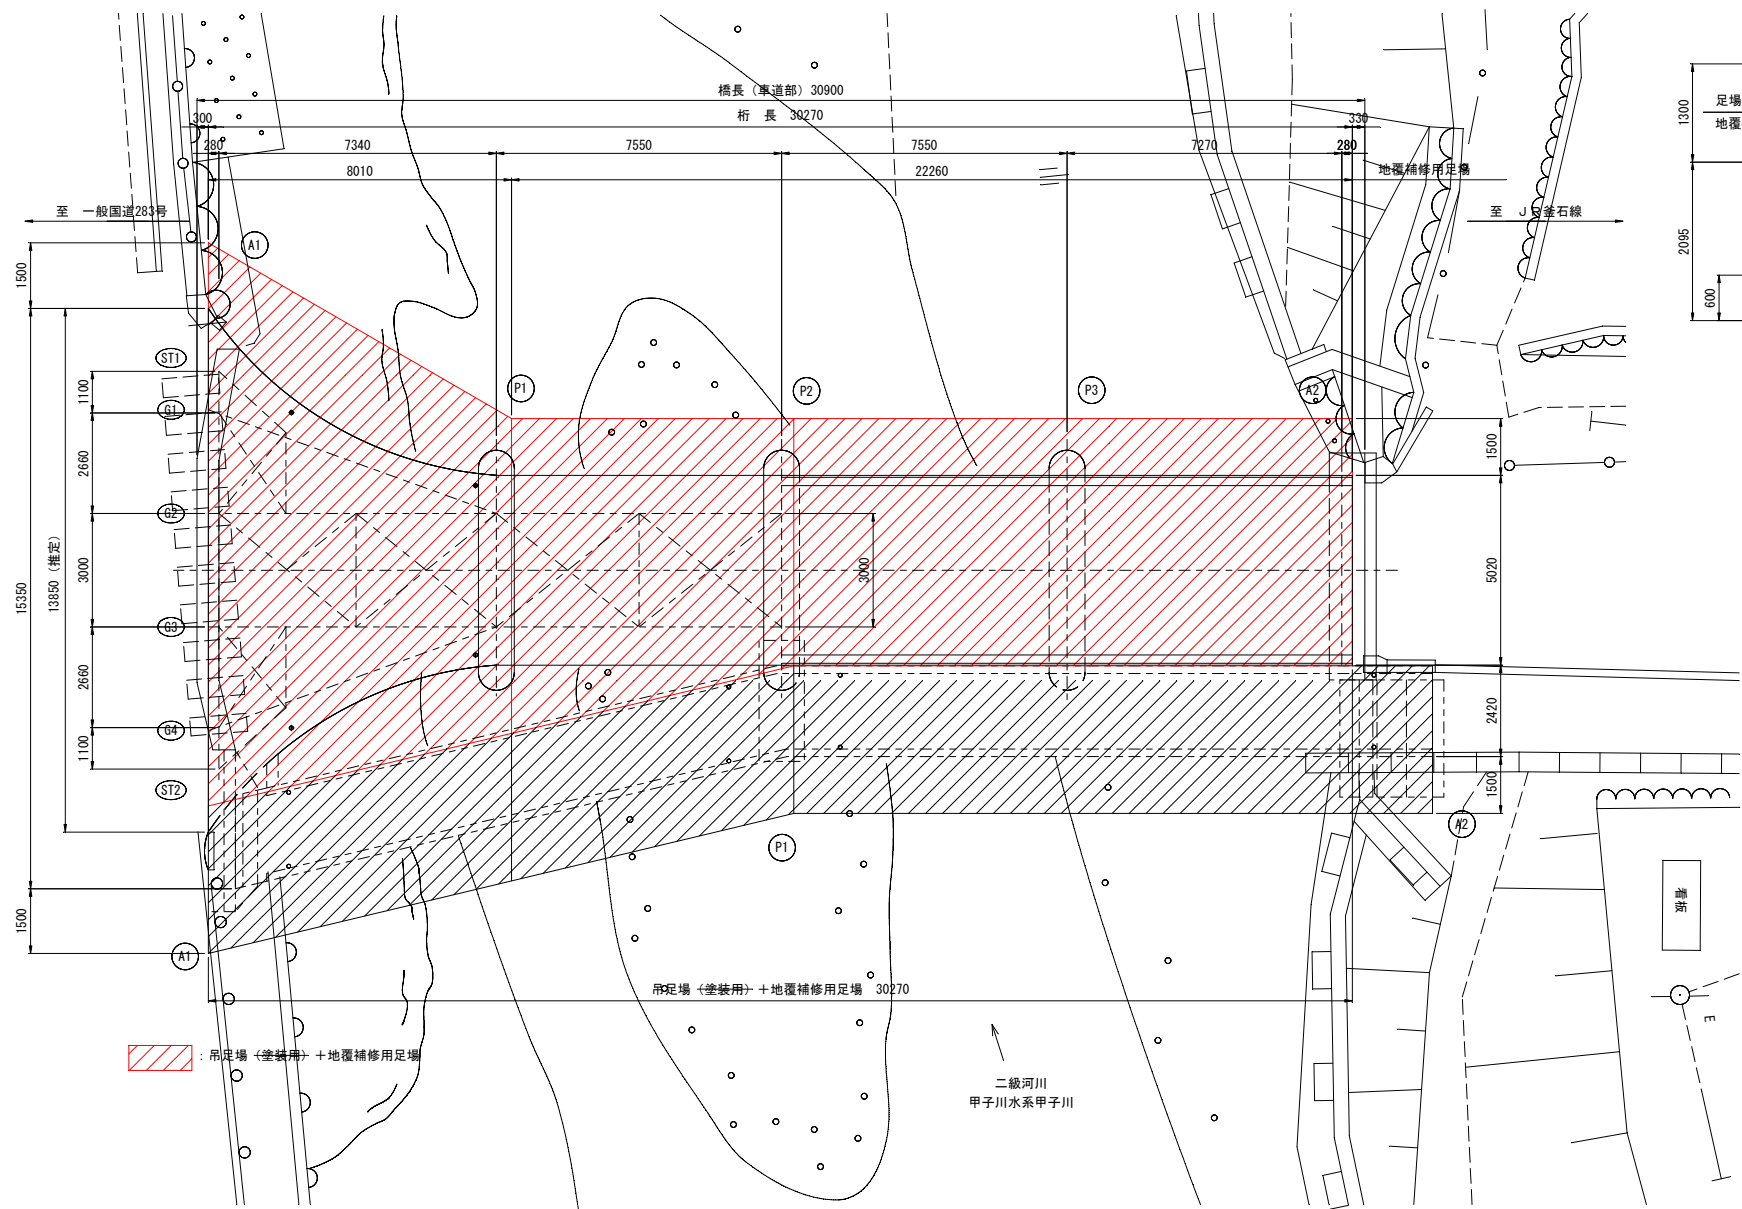 橋長（車道部）30900
300
桁　長　30270
330
280
7340
7550
7550
7270
280
8010
22260
地覆補修用足場
至　一般国道283号
至　ＪＲ釜石線
1300
足場
地覆
2095
600
A1
1500
ST1
1100
G1
P1
P2
P3
A2
2660
1500
G2
15350
13850（推定）
3000
3000
5020
G3
2660
2420
G4
1100
ST2
1500
A2
P1
看板
1500
A1
吊足場（塗装用）＋地覆補修用足場　30270
E
：吊足場（塗装用）＋地覆補修用足場
二級河川
甲子川水系甲子川